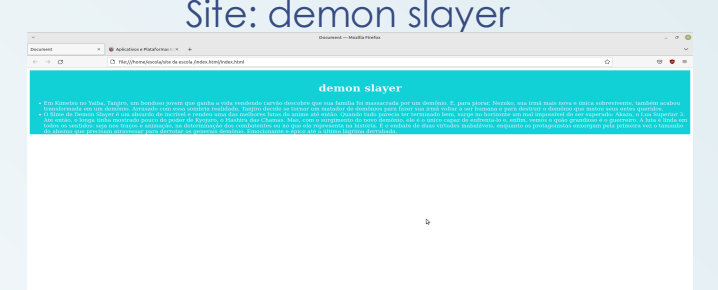 Site: demon slayer
Document — Mozilla Firefox
Document
Aplicativos e Plataformas:
file:///home/escola/site da escola /index.html/index.html
demon slayer
Em Kimetsu no Yaiba, Tanjiro, um bondoso jovem que ganha a vida vendendo carvão descobre que sua família foi massacrada por um demônio. E, para piorar, Nezuko, sua irmã mais nova e única sobrevivente, também acabou
transformada em um demônio. Arrasado com essa sombria realidade, Tanjiro decide se tornar um matador de demônios para fazer sua irmã voltar a ser humana e para destruir o demônio que matou seus entes queridos.
O filme de Demon Slayer é um absurdo de incrível e rendeu uma das melhores lutas do anime até então. Quando tudo parecia ter terminado bem, surge no horizonte um mal impossível de ser superado: Akaza, o Lua Superior 3.
Até então, o longa tinha mostrado pouco do poder de Kyojuro, o Hashira das Chamas. Mas, com o surgimento do novo demônio, ele é o único capaz de enfrentá-lo e, enfim, vemos o quão grandioso é o guerreiro. A luta é linda em
todos os sentidos: seja nos traços e animação, na determinação dos combatentes ou no que ela representa na história. É o embate de duas virtudes inabaláveis, enquanto os protagonistas enxergam pela primeira vez o tamanho
do abismo que precisam atravessar para derrotar os generais demônio. Emocionante e épico até a última lágrima derrubada.